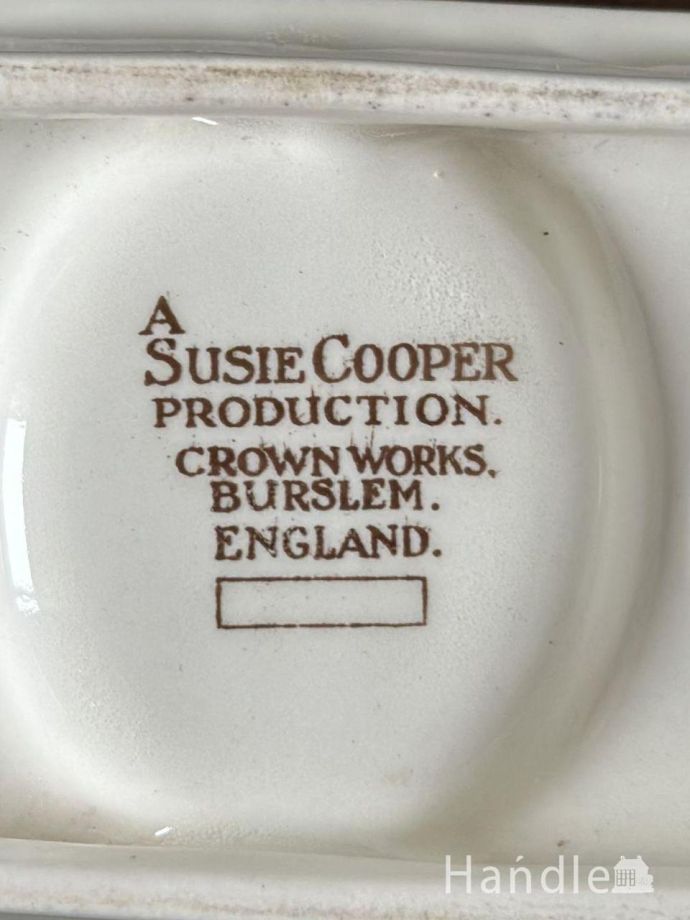 A
SUSIE COOPER
PRODUCTION.
CROWN WORKS.
BURSLEM.
ENGLAND.
Handle